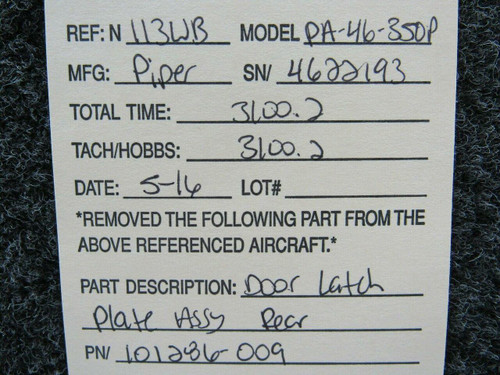 REF: N 113WB MODEL PA-46-350P
MFG: Piper SN/ 4622193
TOTAL TIME: 3100.2
TACH/HOBBS: 3100.2
DATE: 5-16 LOT#
*REMOVED THE FOLLOWING PART FROM THE
ABOVE REFERENCED AIRCRAFT.*
PART DESCRIPTION: Door Latch
Plate Assy Rear
PN/ 101286-009